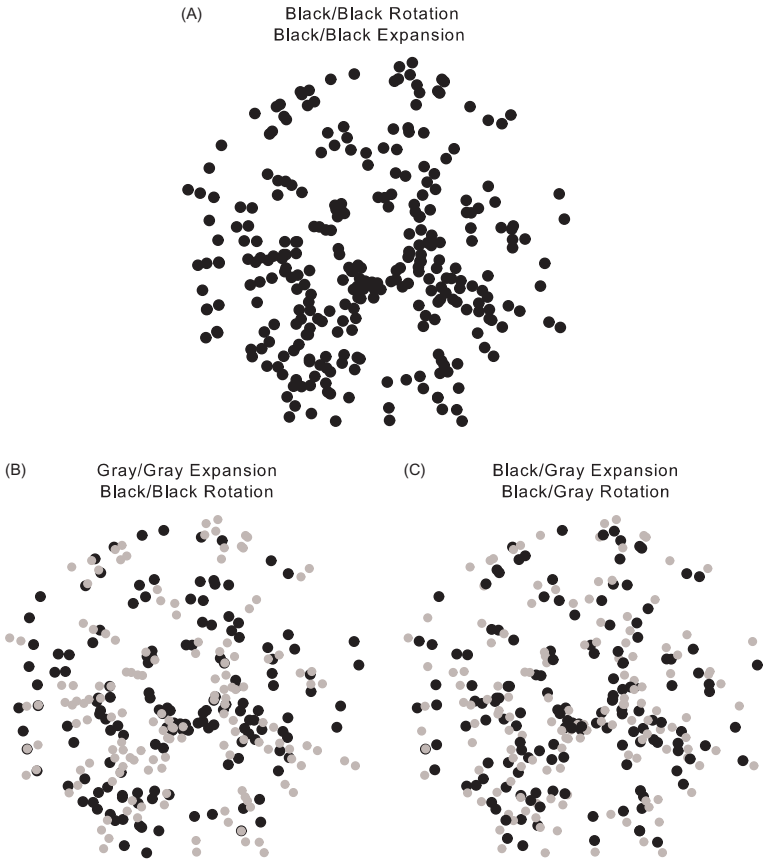 (A)
Black/Black Rotation
Black/Black Expansion
(B)
Gray/Gray Expansion
Black/Black Rotation
(C)
Black/Gray Expansion
Black/Gray Rotation